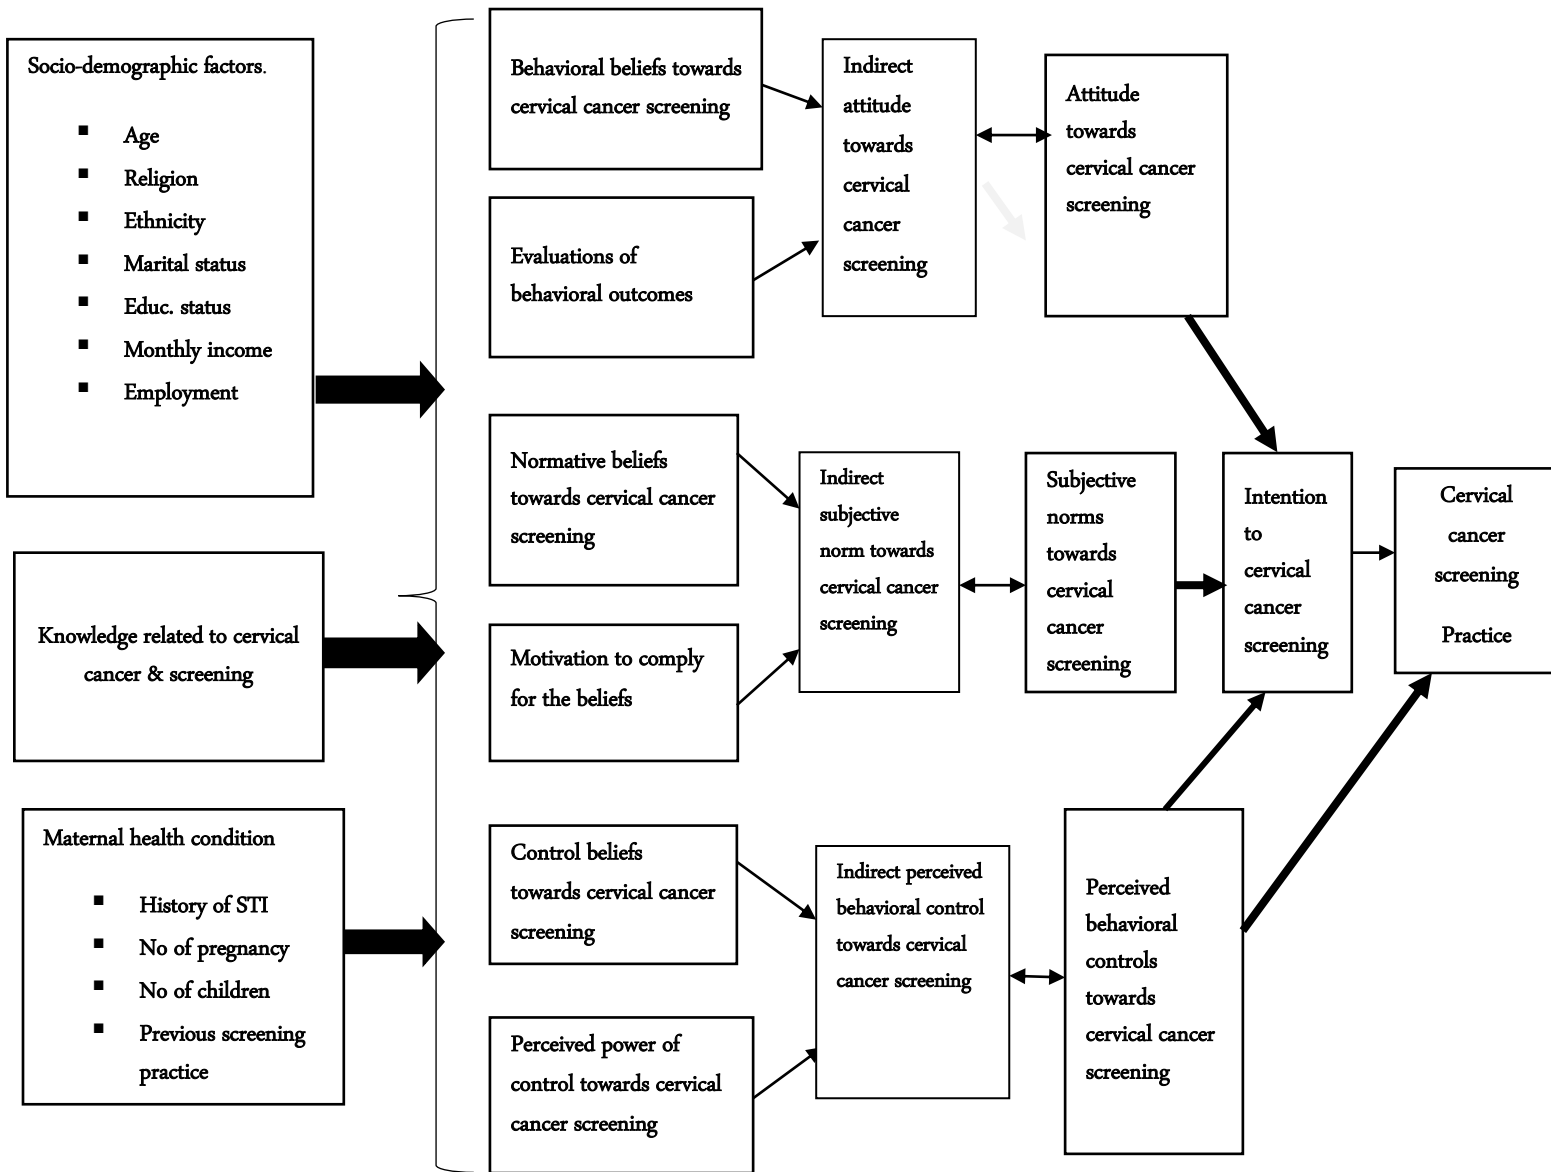 Socio-demographic factors.
Age
Religion
Ethnicity
Marital status
Educ. status
Monthly income
Employment
Knowledge related to cervical
cancer & screening
Maternal health condition
History of STI
No of pregnancy
No of children
Previous screening
practice
Behavioral beliefs towards
cervical cancer screening
Evaluations of
behavioral outcomes
Normative beliefs
towards cervical cancer
screening
Motivation to comply
for the beliefs
Control beliefs
towards cervical cancer
screening
Perceived power of
control towards cervical
cancer screening
Indirect
attitude
towards
cervical
cancer
screening
Indirect
subjective
norm towards
cervical cancer
screening
Indirect perceived
behavioral control
towards cervical
cancer screening
Attitude
towards
cervical cancer
screening
Subjective
norms
towards
cervical
cancer
screening
Perceived
behavioral
controls
towards
cervical cancer
screening
Intention
to
cervical
cancer
screening
Cervical
cancer
screening
Practice